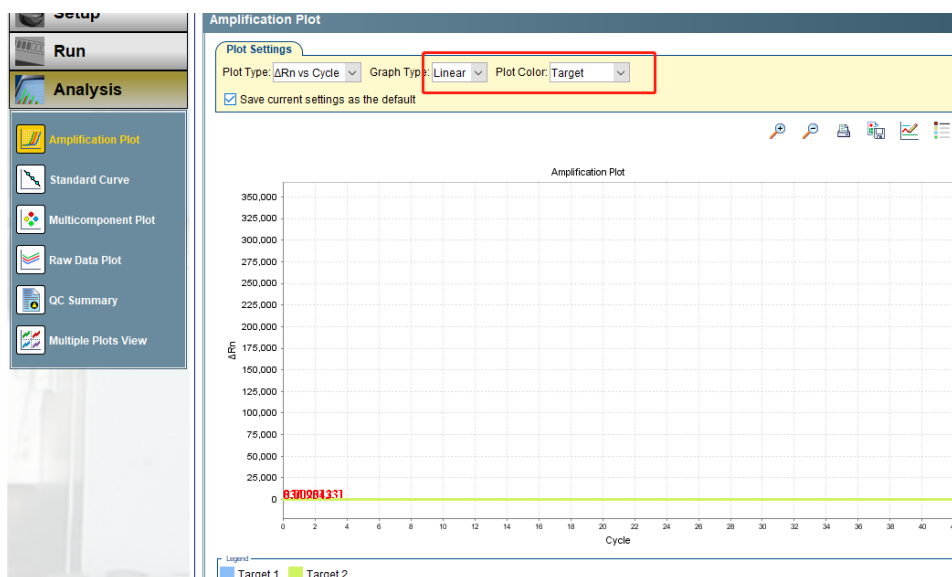 Setup
Run
Analysis
Amplification Plot
Standard Curve
Multicomponent Plot
Raw Data Plot
QC Summary
Multiple Plots View
Amplification Plot
Plot Settings
Plot Type: ΔRn vs Cycle Graph Type: Linear Plot Color: Target
Save current settings as the default
Amplification Plot
350,000
325,000
300,000
275,000
250,000
225,000
200,000
175,000
150,000
125,000
100,000
75,000
50,000
25,000
0
ΔRn
0 2 4 6 8 10 12 14 16 18 20 22 24 26 28 30 32 34 36 38 40
Cycle
Legend
Target 1 Target 2